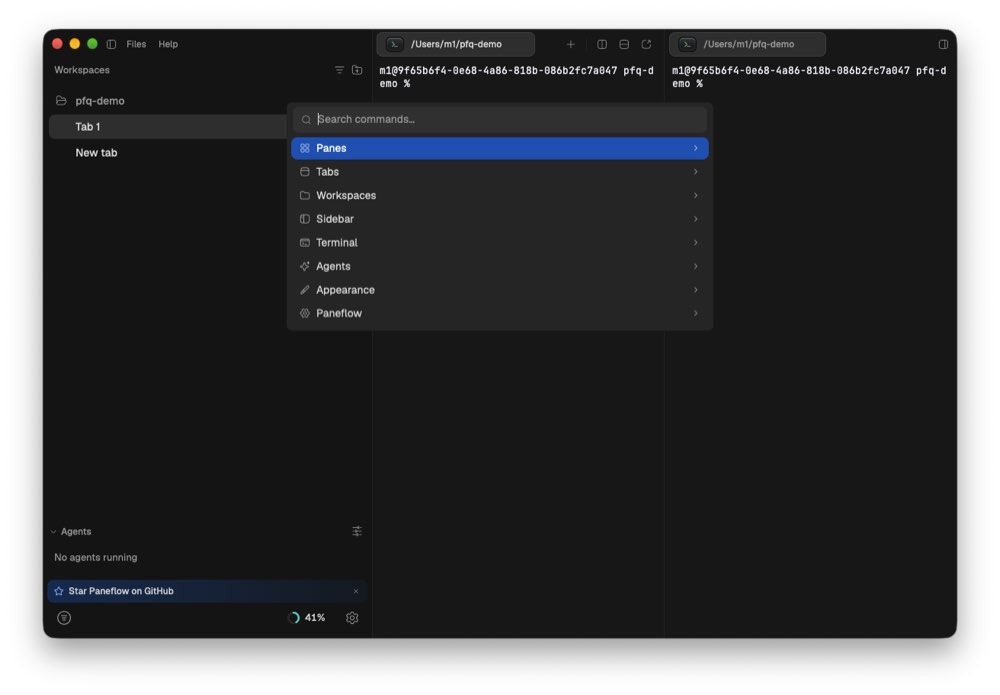 Files Help
Workspaces
pfq-demo
Tab 1
New tab
/Users/m1/pfq-demo
m1@9f65b6f4-0e68-4a86-818b-086b2fc7a047 pfq-d
emo %
/Users/m1/pfq-demo
m1@9f65b6f4-0e68-4a86-818b-086b2fc7a047 pfq-d
emo %
Search commands...
Panes
Tabs
Workspaces
Sidebar
Terminal
Agents
Appearance
Paneflow
Agents
No agents running
Star Paneflow on GitHub
41%